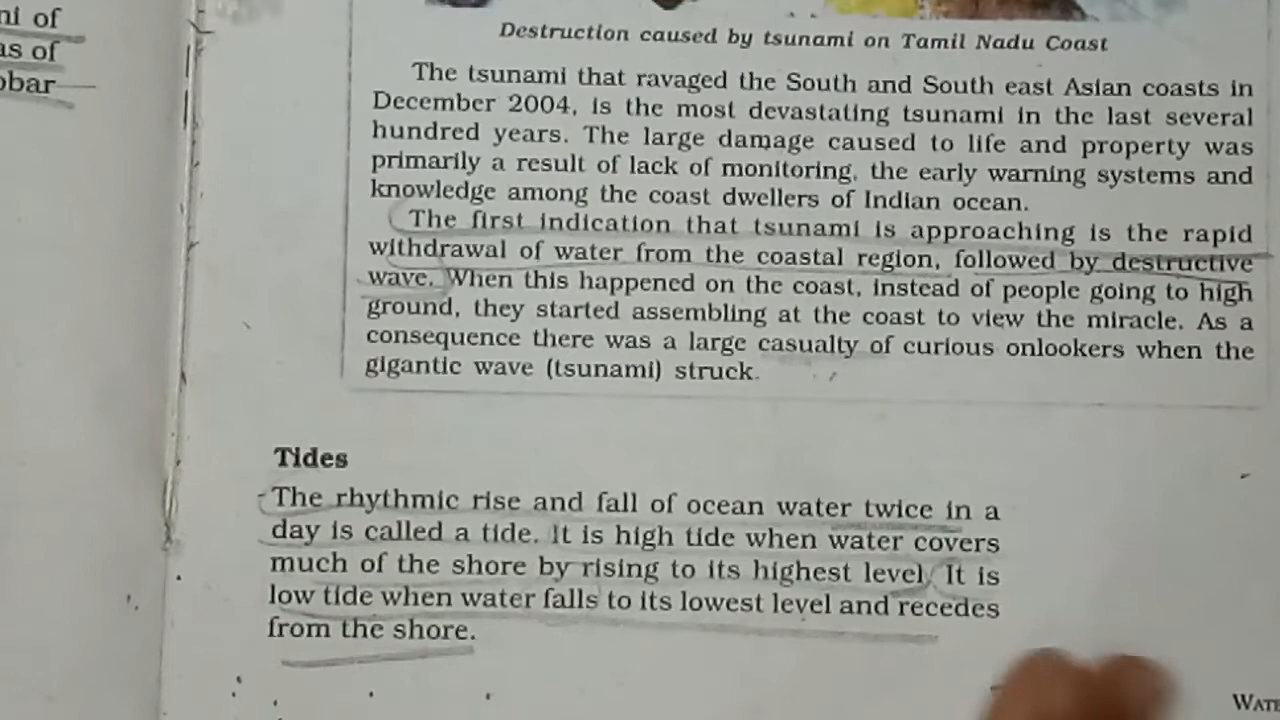 ni of
as of
obar
Destruction caused by tsunami on Tamil Nadu Coast
The tsunami that ravaged the South and South east Asian coasts in
December 2004, is the most devastating tsunami in the last several
hundred years. The large damage caused to life and property was
primarily a result of lack of monitoring, the early warning systems and
knowledge among the coast dwellers of Indian ocean.
The first indication that tsunami is approaching is the rapid
withdrawal of water from the coastal region, followed by destructive
wave. When this happened on the coast, instead of people going to high
ground, they started assembling at the coast to view the miracle. As a
consequence there was a large casualty of curious onlookers when the
gigantic wave (tsunami) struck.
Tides
The rhythmic rise and fall of ocean water twice in a
day is called a tide. It is high tide when water covers
much of the shore by rising to its highest level. It is
low tide when water falls to its lowest level and recedes
from the shore.
WATE